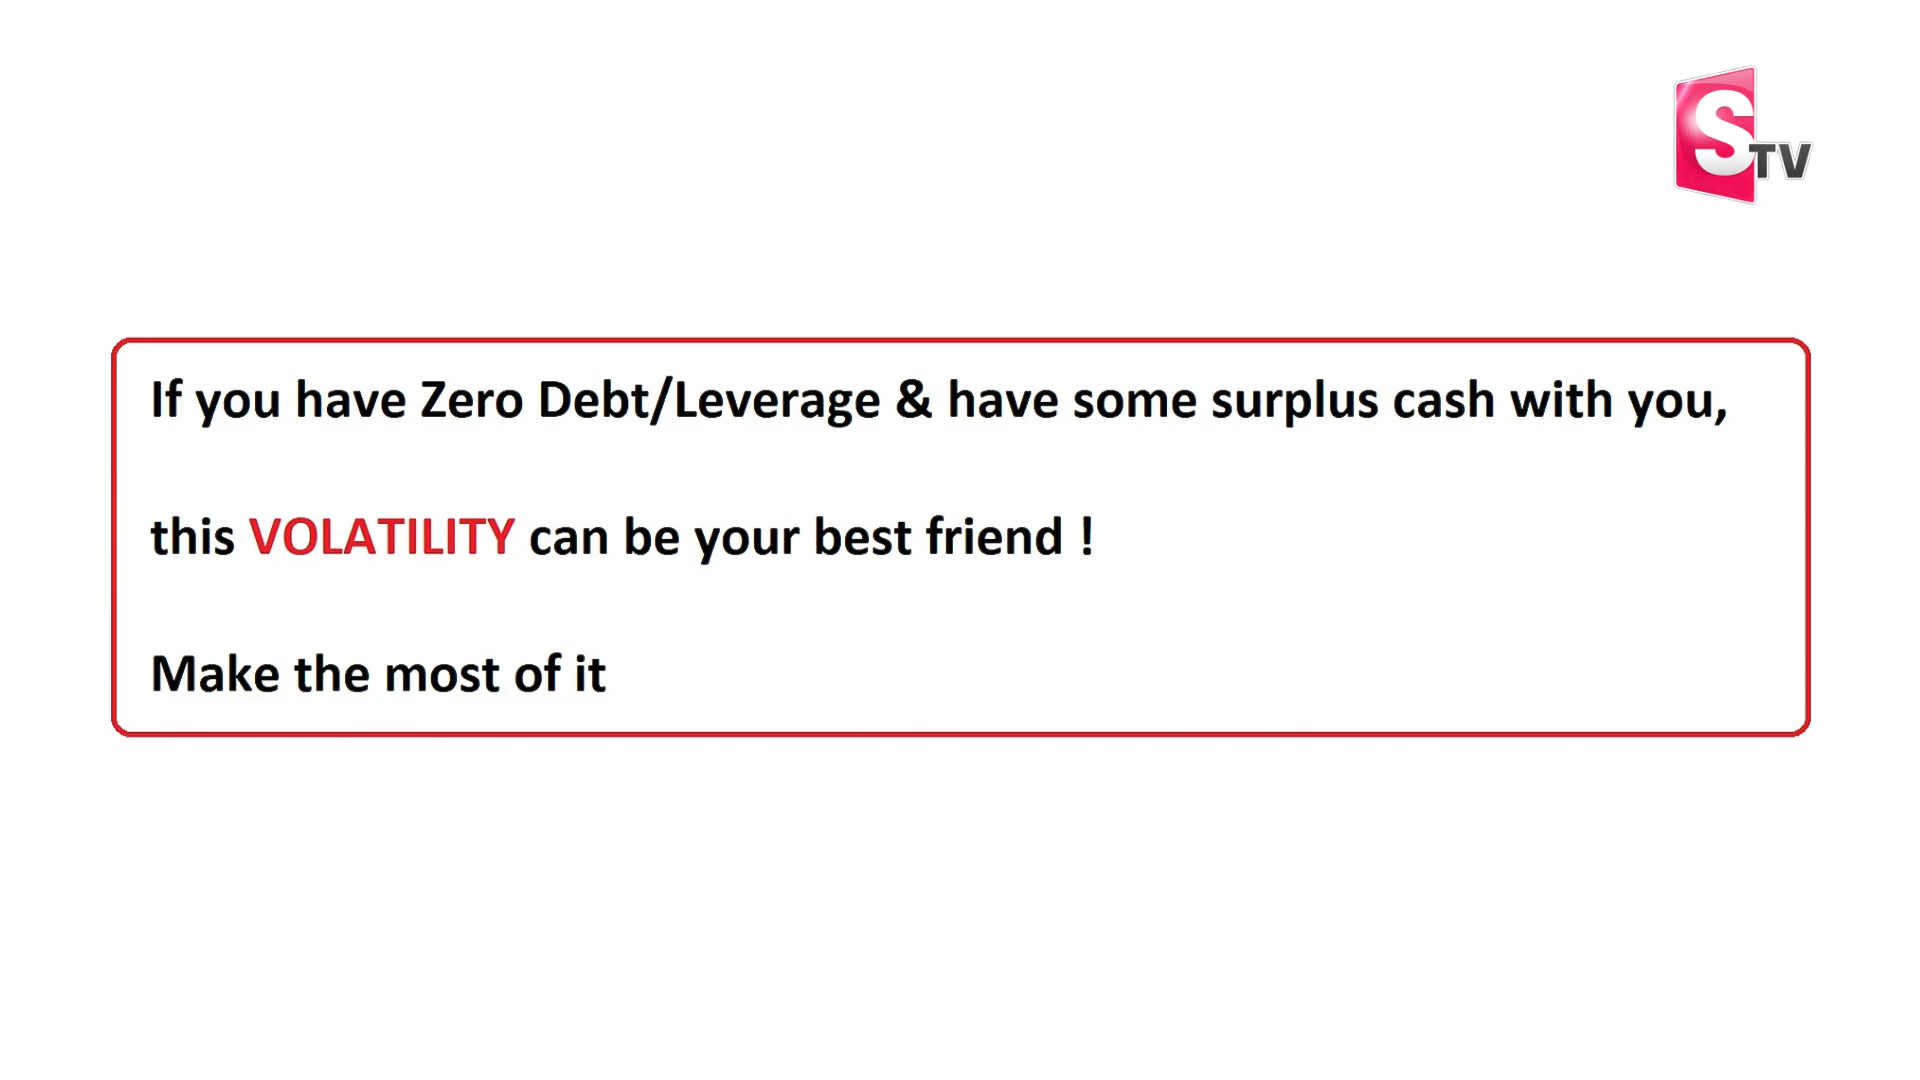 STV
If you have Zero Debt/Leverage & have some surplus cash with you,
this VOLATILITY can be your best friend !
Make the most of it